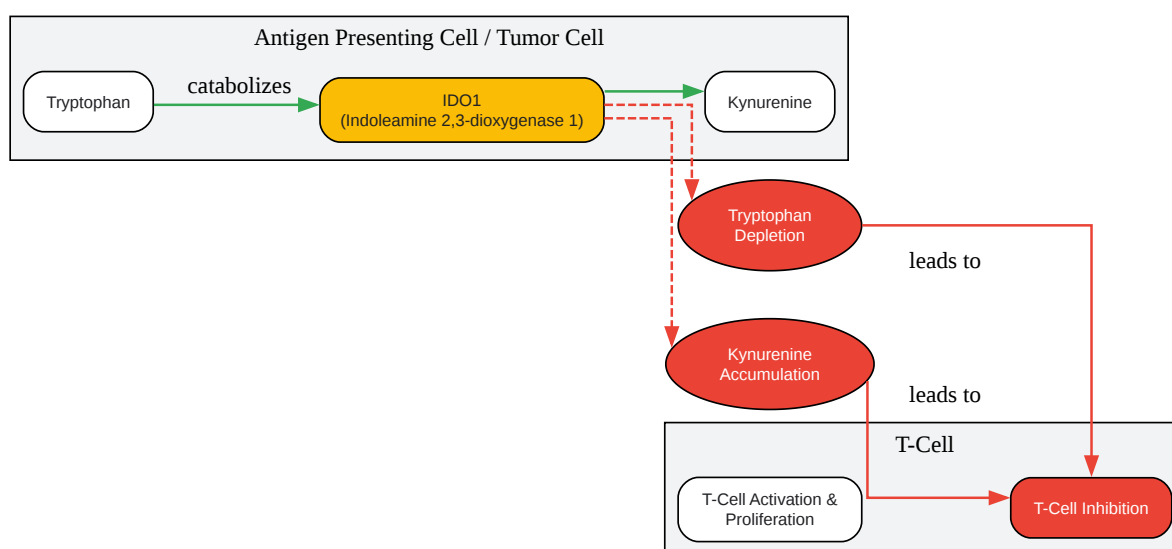 Antigen Presenting Cell / Tumor Cell
Tryptophan
catabolizes
IDO1
(Indoleamine 2,3-dioxygenase 1)
Kynurenine
Tryptophan
Depletion
leads to
Kynurenine
Accumulation
leads to
T-Cell
T-Cell Activation &
Proliferation
T-Cell Inhibition